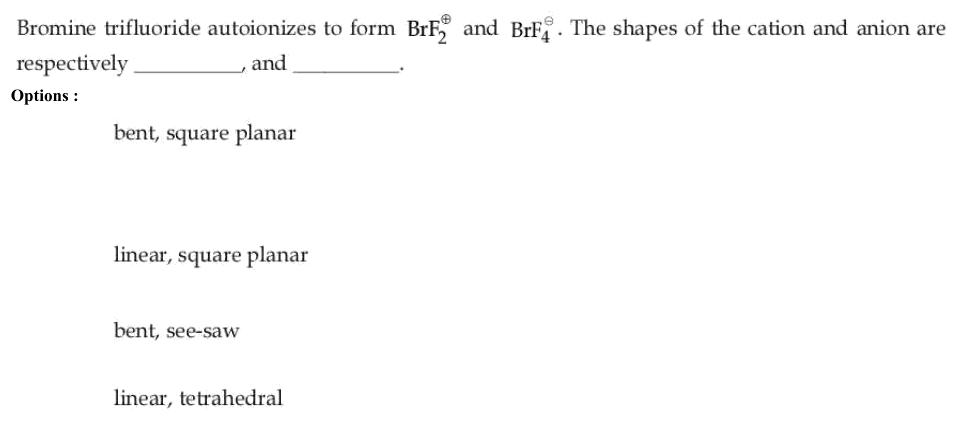 Bromine trifluoride autoionizes to form BrF₂^⊕ and BrF₄^⊖. The shapes of the cation and anion are
respectively __________, and __________.
Options :
bent, square planar
linear, square planar
bent, see-saw
linear, tetrahedral